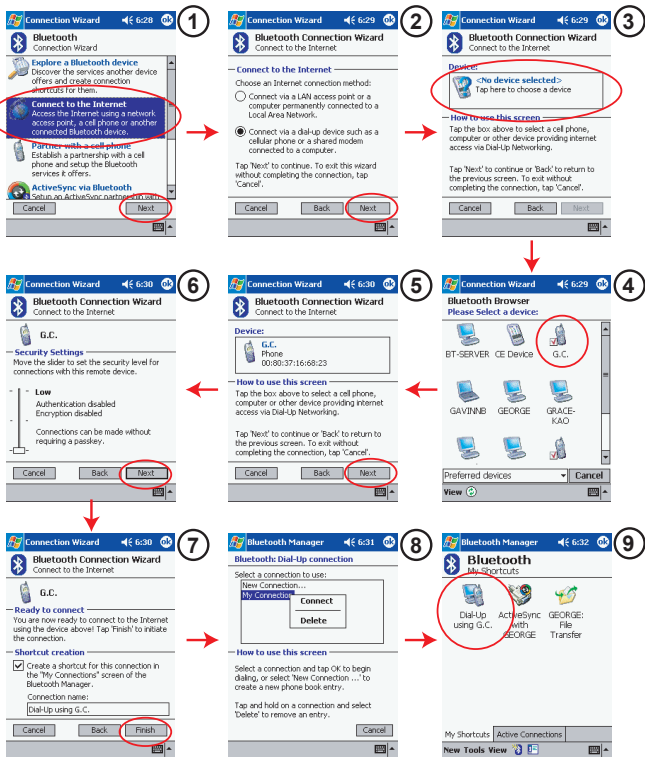 Connection Wizard 6:28 ok
1
Bluetooth
Connection Wizard
Explore a Bluetooth device
Discover the services another device
offers and create connection
shortcuts for them.
Connect to the Internet
Access the Internet using a network
access point, a cell phone or another
connected Bluetooth device.
Partner with a cell phone
Establish a partnership with a cell
phone and setup the Bluetooth
services it offers.
ActiveSync via Bluetooth
Setup an ActiveSync partnership with
Cancel Next
Connection Wizard 6:29 ok
2
Bluetooth Connection Wizard
Connect to the Internet
Connect to the Internet
Choose an Internet connection method:
Connect via a LAN access point or a
computer permanently connected to a
Local Area Network.
Connect via a dial-up device such as a
cellular phone or a shared modem
connected to a computer.
Tap 'Next' to continue. To exit this wizard
without completing the connection, tap
'Cancel'.
Cancel Back Next
Connection Wizard 6:29 ok
3
Bluetooth Connection Wizard
Connect to the Internet
Device:
<No device selected>
Tap here to choose a device
How to use this screen
Tap the box above to select a cell phone,
computer or other device providing internet
access via Dial-Up Networking.
Tap 'Next' to continue or 'Back' to return to
the previous screen. To exit without
completing the connection, tap 'Cancel'.
Cancel Back Next
Connection Wizard 6:29 ok
4
Bluetooth Browser
Please Select a device:
BT-SERVER CE Device G.C.
GAVINNB GEORGE GRACE-
KAO
Preferred devices Cancel
View
Connection Wizard 6:30 ok
5
Bluetooth Connection Wizard
Connect to the Internet
Device:
G.C.
Phone
00:80:37:16:68:23
How to use this screen
Tap the box above to select a cell phone,
computer or other device providing internet
access via Dial-Up Networking.
Tap 'Next' to continue or 'Back' to return to
the previous screen. To exit without
completing the connection, tap 'Cancel'.
Cancel Back Next
Connection Wizard 6:30 ok
6
Bluetooth Connection Wizard
Connect to the Internet
G.C.
Security Settings
Move the slider to set the security level for
connections with this remote device.
Low
Authentication disabled
Encryption disabled
Connections can be made without
requiring a passkey.
Cancel Back Next
Connection Wizard 6:30 ok
7
Bluetooth Connection Wizard
Connect to the Internet
G.C.
Ready to connect
You are now ready to connect to the Internet
using the device above! Tap 'Finish' to initiate
the connection.
Shortcut creation
Create a shortcut for this connection in
the "My Connections" screen of the
Bluetooth Manager.
Connection name:
Dial-Up using G.C.
Cancel Back Finish
Bluetooth Manager 6:31 ok
8
Bluetooth: Dial-Up connection
Select a connection to use:
New Connection...
My Connection
Connect
Delete
How to use this screen
Select a connection and tap OK to begin
dialing, or select 'New Connection ...' to
create a new phone book entry.
Tap and hold on a connection and select
'Delete' to remove an entry.
Cancel
Bluetooth Manager 6:32 ok
9
Bluetooth
My Shortcuts
Dial-Up ActiveSync GEORGE:
using G.C. with File
GEORGE Transfer
My Shortcuts Active Connections
New Tools View